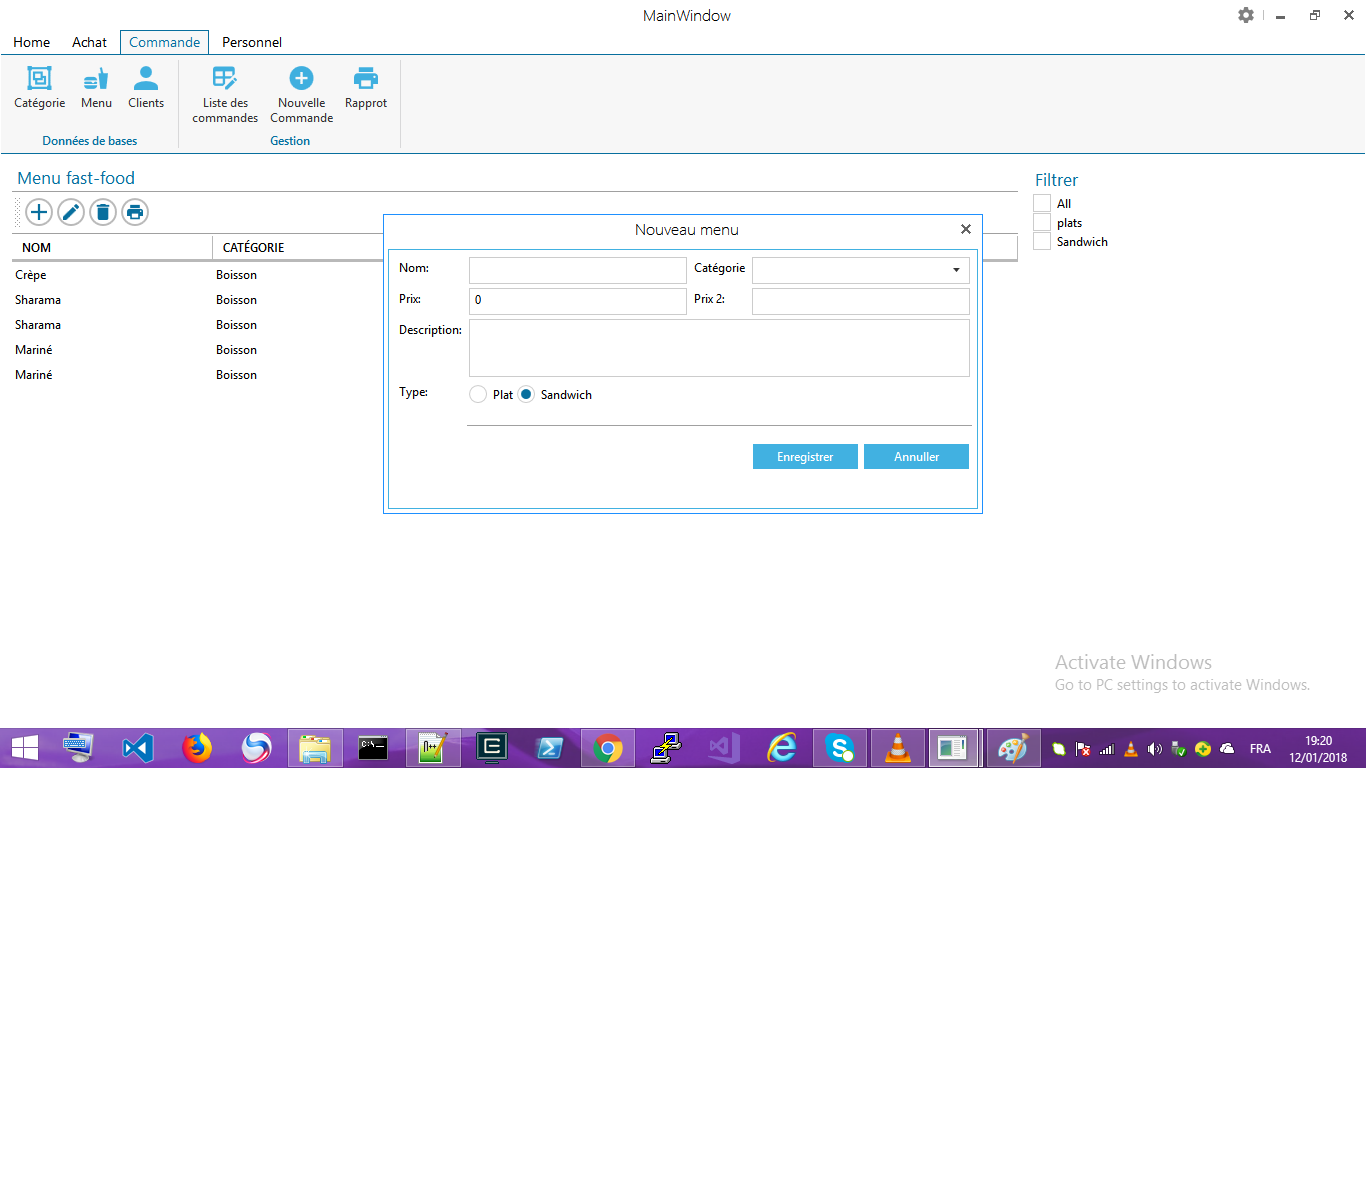 MainWindow
Home Achat Commande Personnel
Catégorie Menu Clients Liste des commandes Nouvelle Commande Rapprot
Données de bases Gestion
Menu fast-food
Filtrer
All
plats
Sandwich
NOM CATÉGORIE
Crèpe Boisson
Sharama Boisson
Sharama Boisson
Mariné Boisson
Mariné Boisson
Nouveau menu
Nom: Catégorie
Prix: 0 Prix 2:
Description:
Type: Plat Sandwich
Enregistrer Annuller
Activate Windows
Go to PC settings to activate Windows.
FRA 19:20
12/01/2018